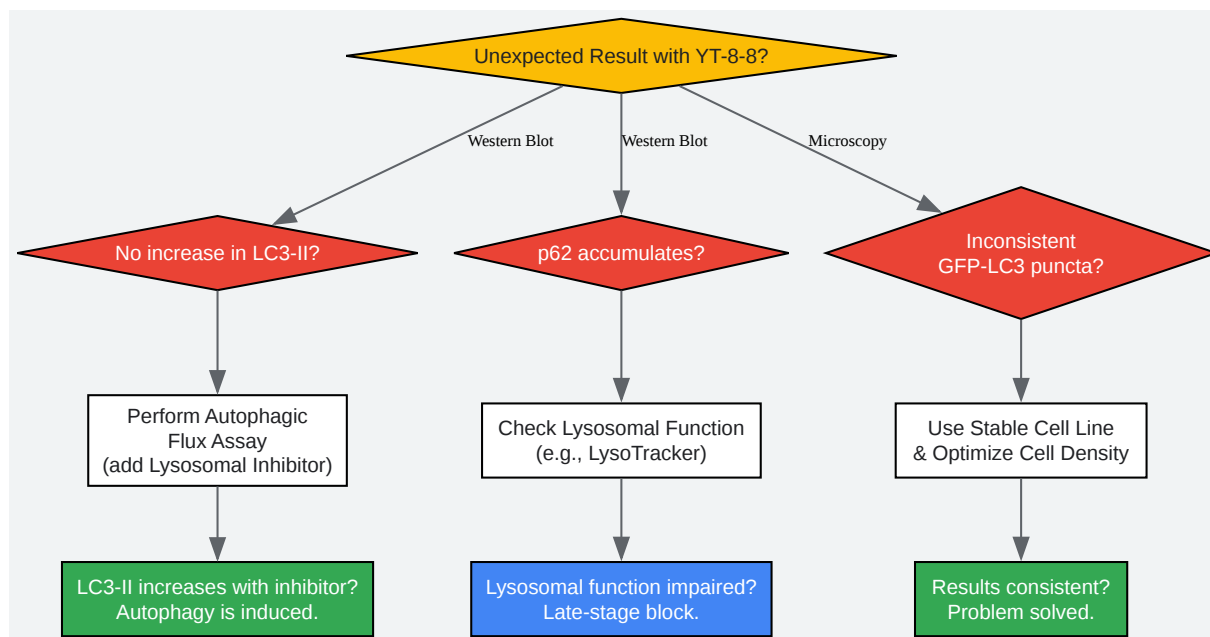 Unexpected Result with YT-8-8?
Western Blot
Western Blot
Microscopy
No increase in LC3-II?
p62 accumulates?
Inconsistent
GFP-LC3 puncta?
Perform Autophagic
Flux Assay
(add Lysosomal Inhibitor)
Check Lysosomal Function
(e.g., LysoTracker)
Use Stable Cell Line
& Optimize Cell Density
LC3-II increases with inhibitor?
Autophagy is induced.
Lysosomal function impaired?
Late-stage block.
Results consistent?
Problem solved.